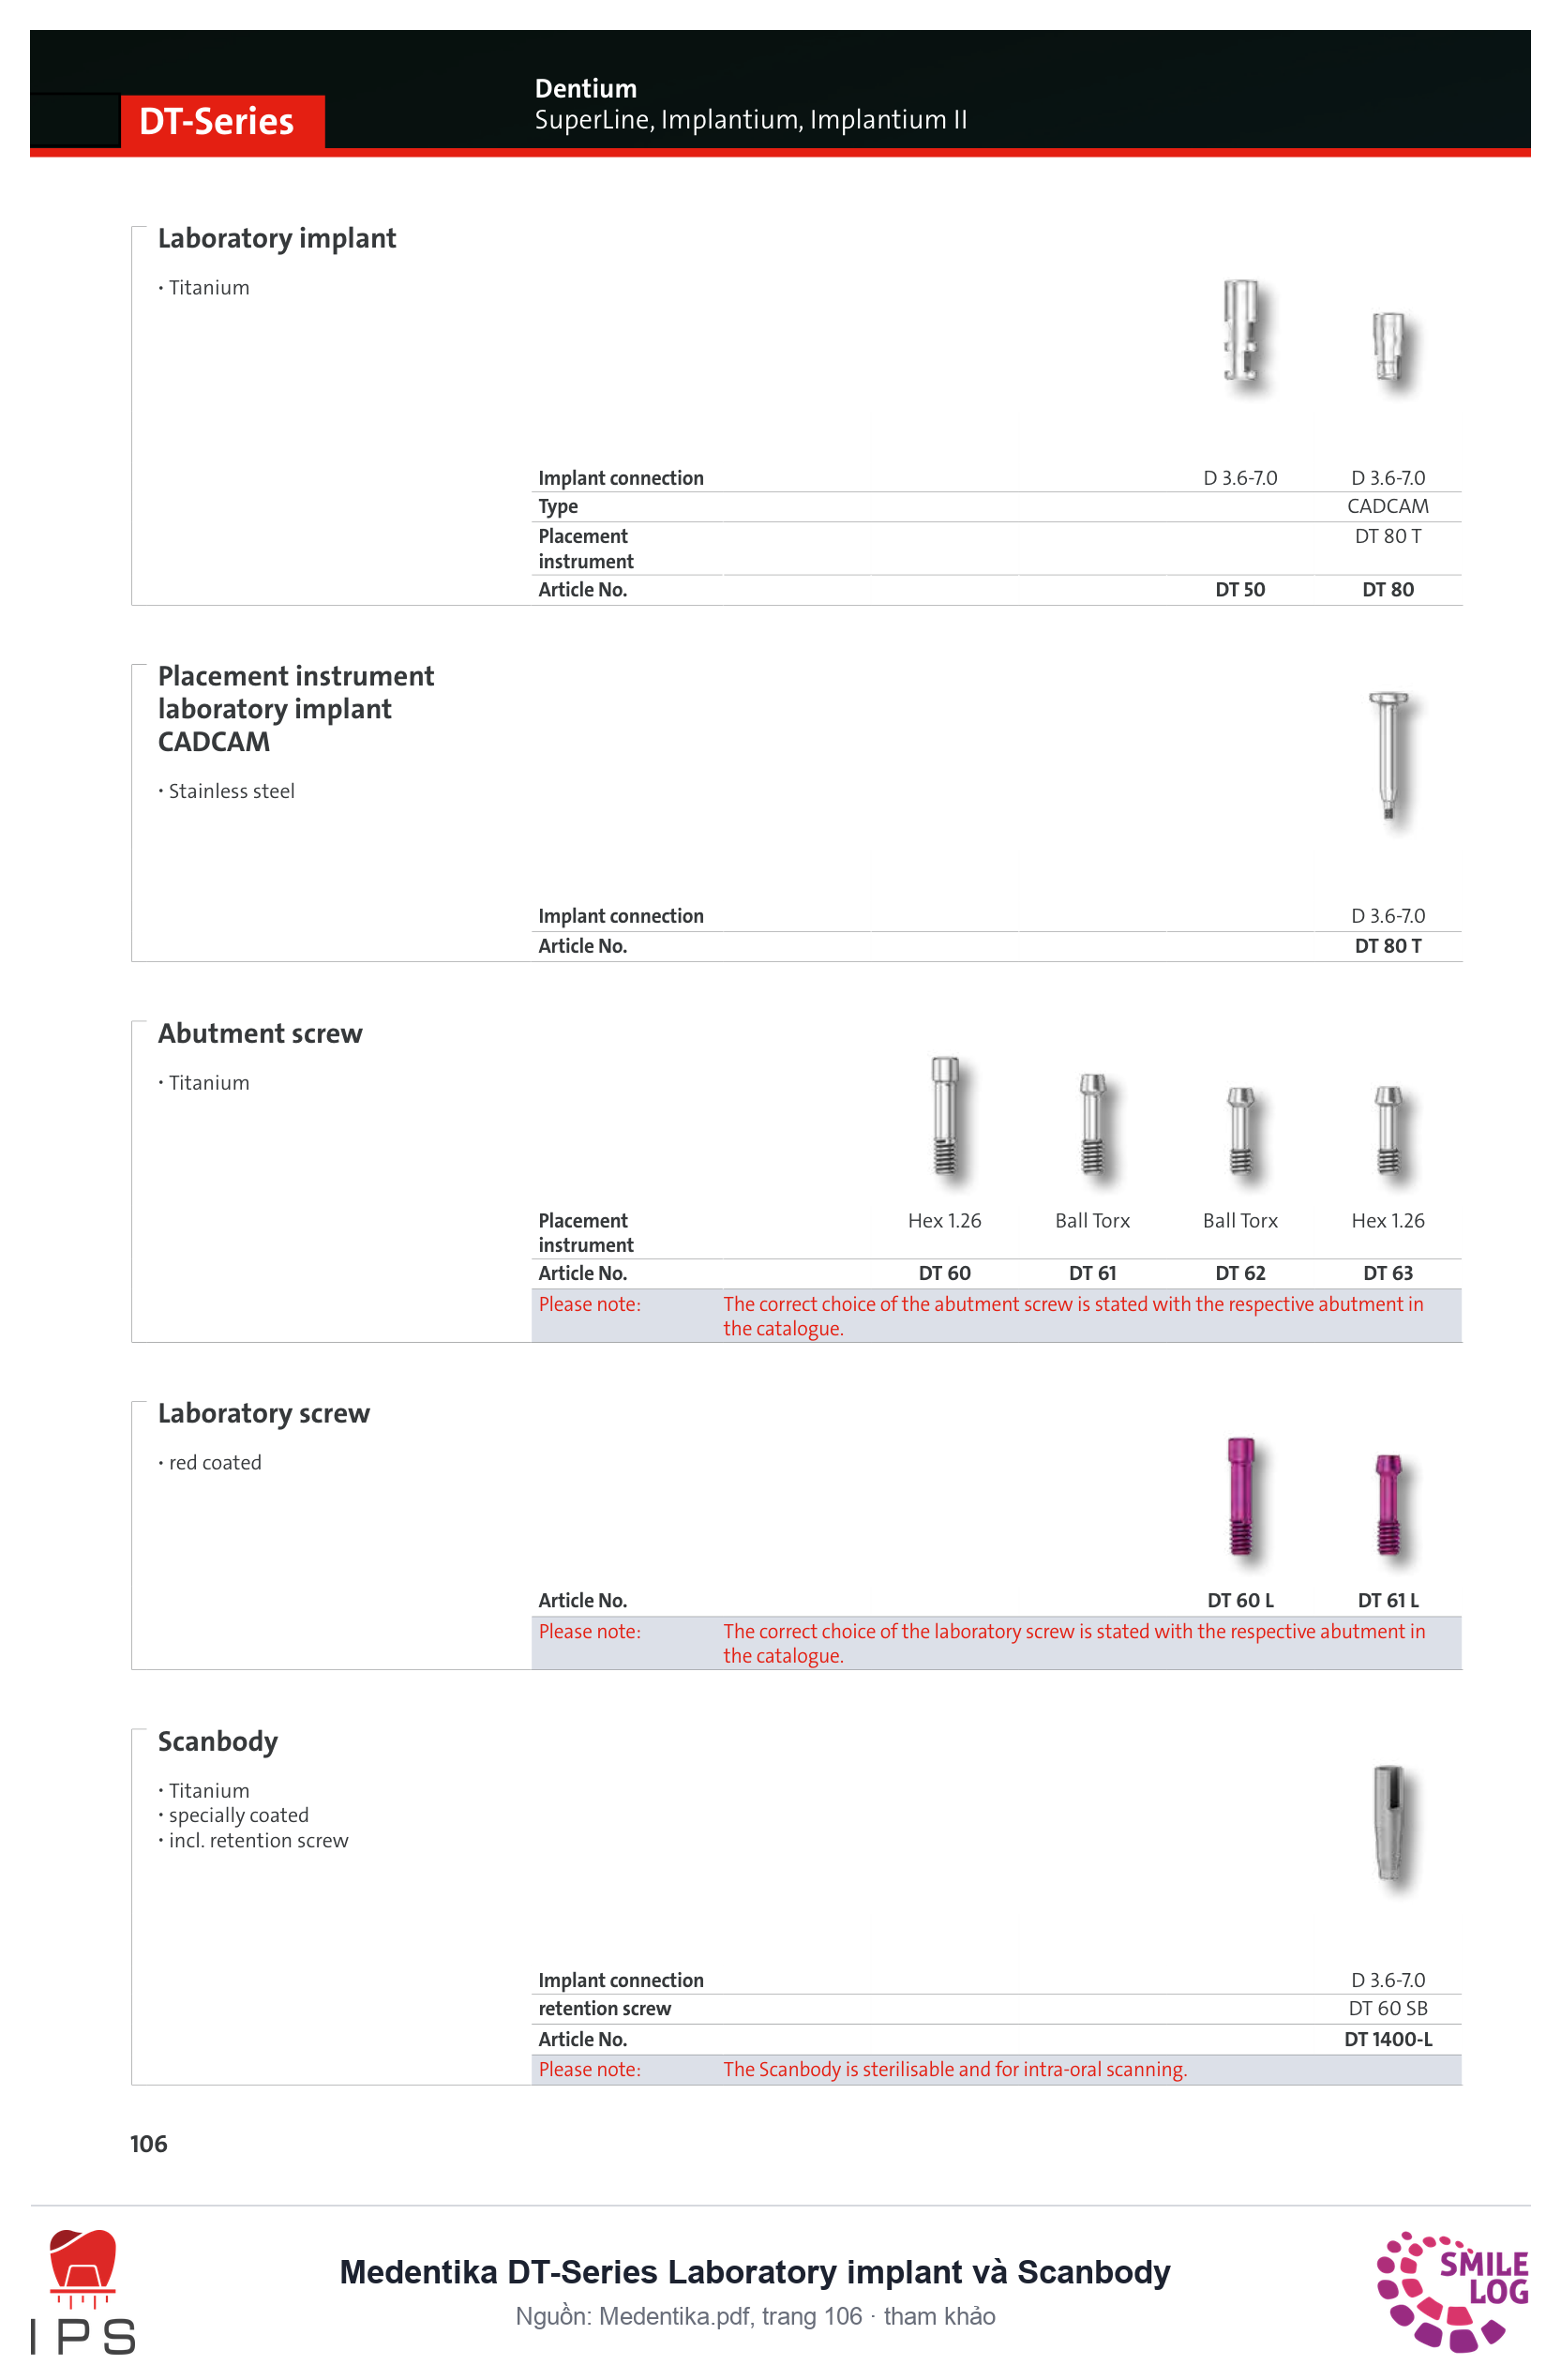 DT-Series
Dentium
SuperLine, Implantium, Implantium II
Laboratory implant
· Titanium
Implant connection D 3.6-7.0 D 3.6-7.0
Type CADCAM
Placement DT 80 T
instrument
Article No. DT 50 DT 80
Placement instrument
laboratory implant
CADCAM
· Stainless steel
Implant connection D 3.6-7.0
Article No. DT 80 T
Abutment screw
· Titanium
Placement Hex 1.26 Ball Torx Ball Torx Hex 1.26
instrument
Article No. DT 60 DT 61 DT 62 DT 63
Please note: The correct choice of the abutment screw is stated with the respective abutment in
the catalogue.
Laboratory screw
· red coated
Article No. DT 60 L DT 61 L
Please note: The correct choice of the laboratory screw is stated with the respective abutment in
the catalogue.
Scanbody
· Titanium
· specially coated
· incl. retention screw
Implant connection D 3.6-7.0
retention screw DT 60 SB
Article No. DT 1400-L
Please note: The Scanbody is sterilisable and for intra-oral scanning.
106
IPS
Medentika DT-Series Laboratory implant và Scanbody
Nguồn: Medentika.pdf, trang 106 · tham khảo
SMILE
LOG